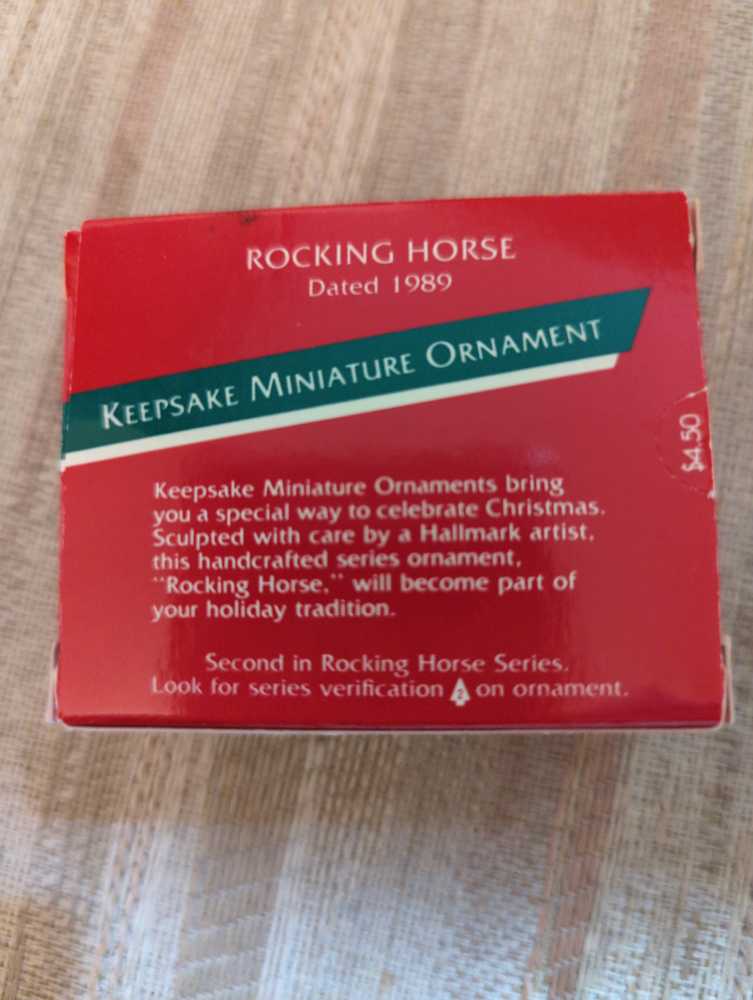 ROCKING HORSE
Dated 1989
KEEPSAKE MINIATURE ORNAMENT
$4.50
Keepsake Miniature Ornaments bring
you a special way to celebrate Christmas.
Sculpted with care by a Hallmark artist,
this handcrafted series ornament,
"Rocking Horse," will become part of
your holiday tradition.
Second in Rocking Horse Series.
Look for series verification 2 on ornament.